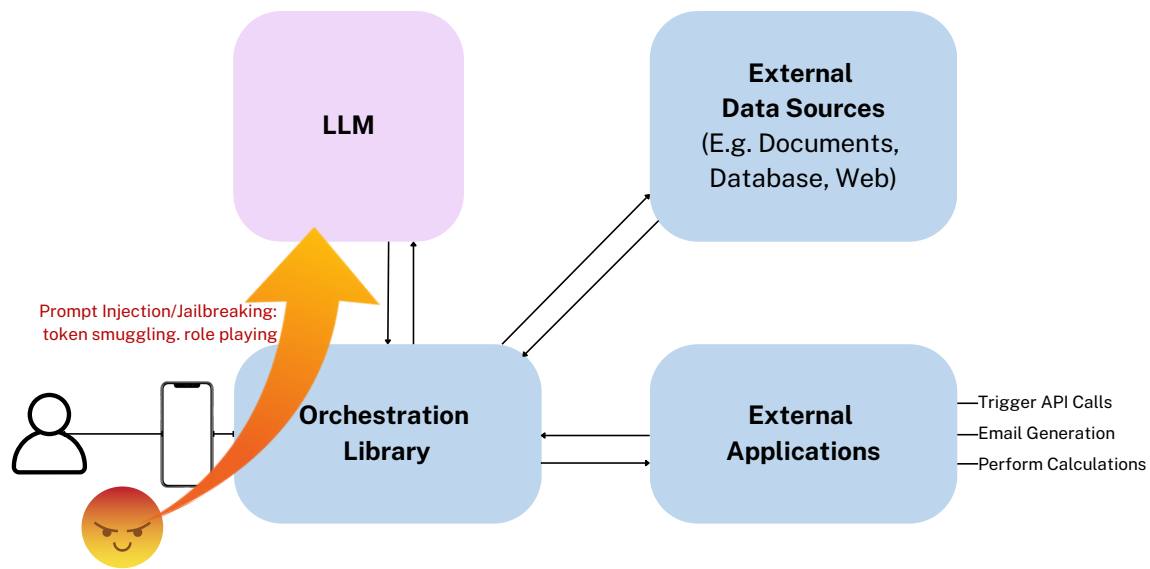 LLM
External
Data Sources
(E.g. Documents,
Database, Web)
Prompt Injection/Jailbreaking:
token smuggling. role playing
Orchestration
Library
External
Applications
Trigger API Calls
Email Generation
Perform Calculations